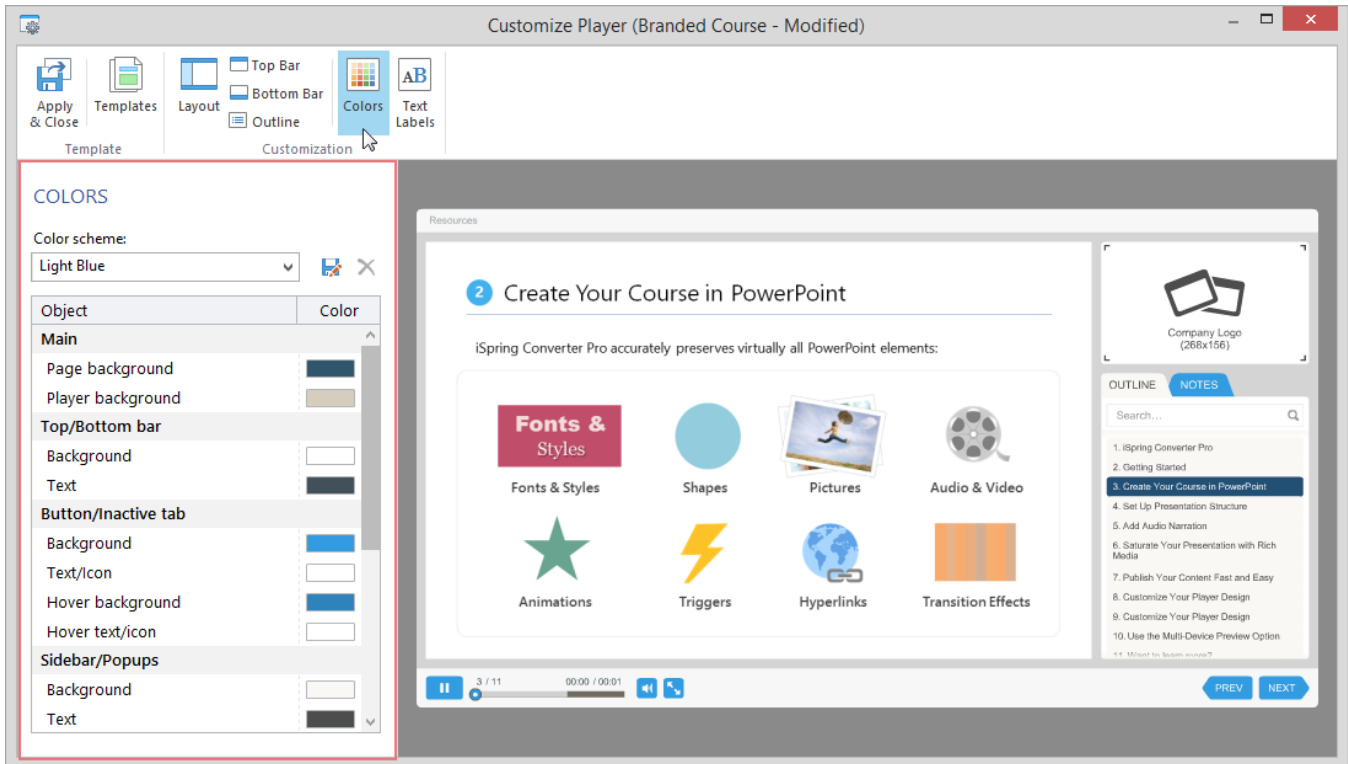 Customize Player (Branded Course - Modified)
Apply
& Close
Templates
Layout
Top Bar
Bottom Bar
Outline
Colors
AB
Text
Labels
Template
Customization
COLORS
Color scheme:
Light Blue
Object Color
Main
Page background
Player background
Top/Bottom bar
Background
Text
Button/Inactive tab
Background
Text/Icon
Hover background
Hover text/icon
Sidebar/Popups
Background
Text
Resources
2 Create Your Course in PowerPoint
iSpring Converter Pro accurately preserves virtually all PowerPoint elements:
Fonts &
Styles
Fonts & Styles
Shapes
Pictures
Audio & Video
Animations
Triggers
Hyperlinks
Transition Effects
Company Logo
(268x156)
OUTLINE NOTES
Search...
1. iSpring Converter Pro
2. Getting Started
3. Create Your Course in PowerPoint
4. Set Up Presentation Structure
5. Add Audio Narration
6. Saturate Your Presentation with Rich
Media
7. Publish Your Content Fast and Easy
8. Customize Your Player Design
9. Customize Your Player Design
10. Use the Multi-Device Preview Option
11. Want to learn more?
3 / 11 00:00 / 00:01
PREV NEXT